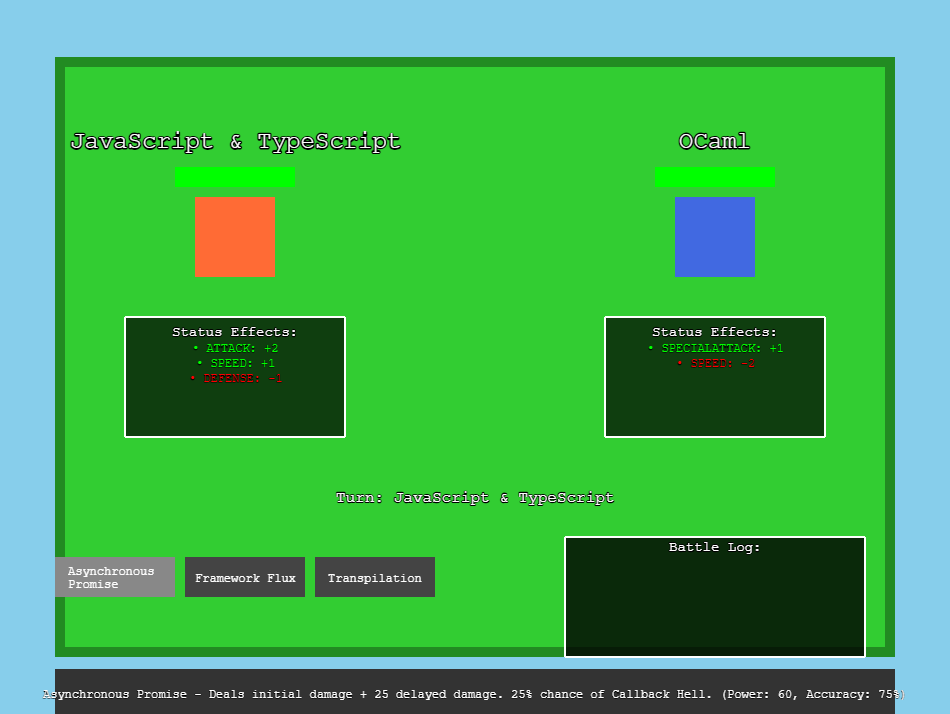 JavaScript & TypeScript
OCaml
Status Effects:
• ATTACK: +2
• SPEED: +1
• DEFENSE: -1
Status Effects:
• SPECIALATTACK: +1
• SPEED: -2
Turn: JavaScript & TypeScript
Asynchronous
Promise
Framework Flux
Transpilation
Battle Log:
Asynchronous Promise - Deals initial damage + 25 delayed damage. 25% chance of Callback Hell. (Power: 60, Accuracy: 75%)